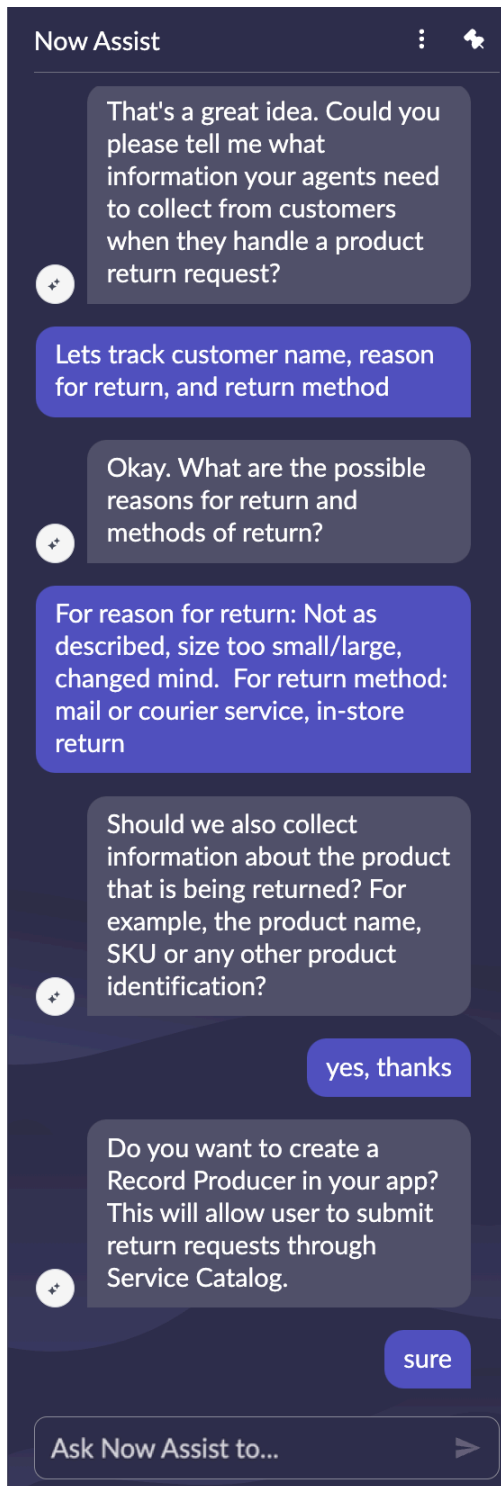 Now Assist
That's a great idea. Could you
please tell me what
information your agents need
to collect from customers
when they handle a product
return request?
Lets track customer name, reason
for return, and return method
Okay. What are the possible
reasons for return and
methods of return?
For reason for return: Not as
described, size too small/large,
changed mind.  For return method:
mail or courier service, in-store
return
Should we also collect
information about the product
that is being returned? For
example, the product name,
SKU or any other product
identification?
yes, thanks
Do you want to create a
Record Producer in your app?
This will allow user to submit
return requests through
Service Catalog.
sure
Ask Now Assist to...